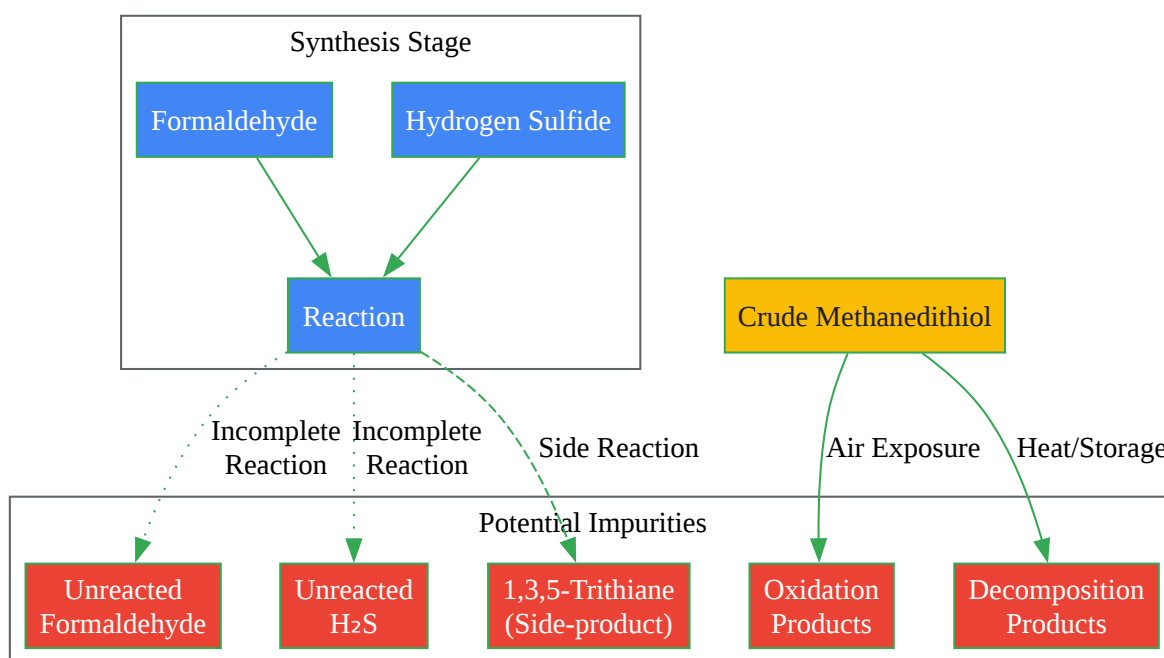 Synthesis Stage
Formaldehyde
Hydrogen Sulfide
Reaction
Crude Methanedithiol
Incomplete
Reaction
Incomplete
Reaction
Side Reaction
Air Exposure
Heat/Storage
Potential Impurities
Unreacted
Formaldehyde
Unreacted
H₂S
1,3,5-Trithiane
(Side-product)
Oxidation
Products
Decomposition
Products